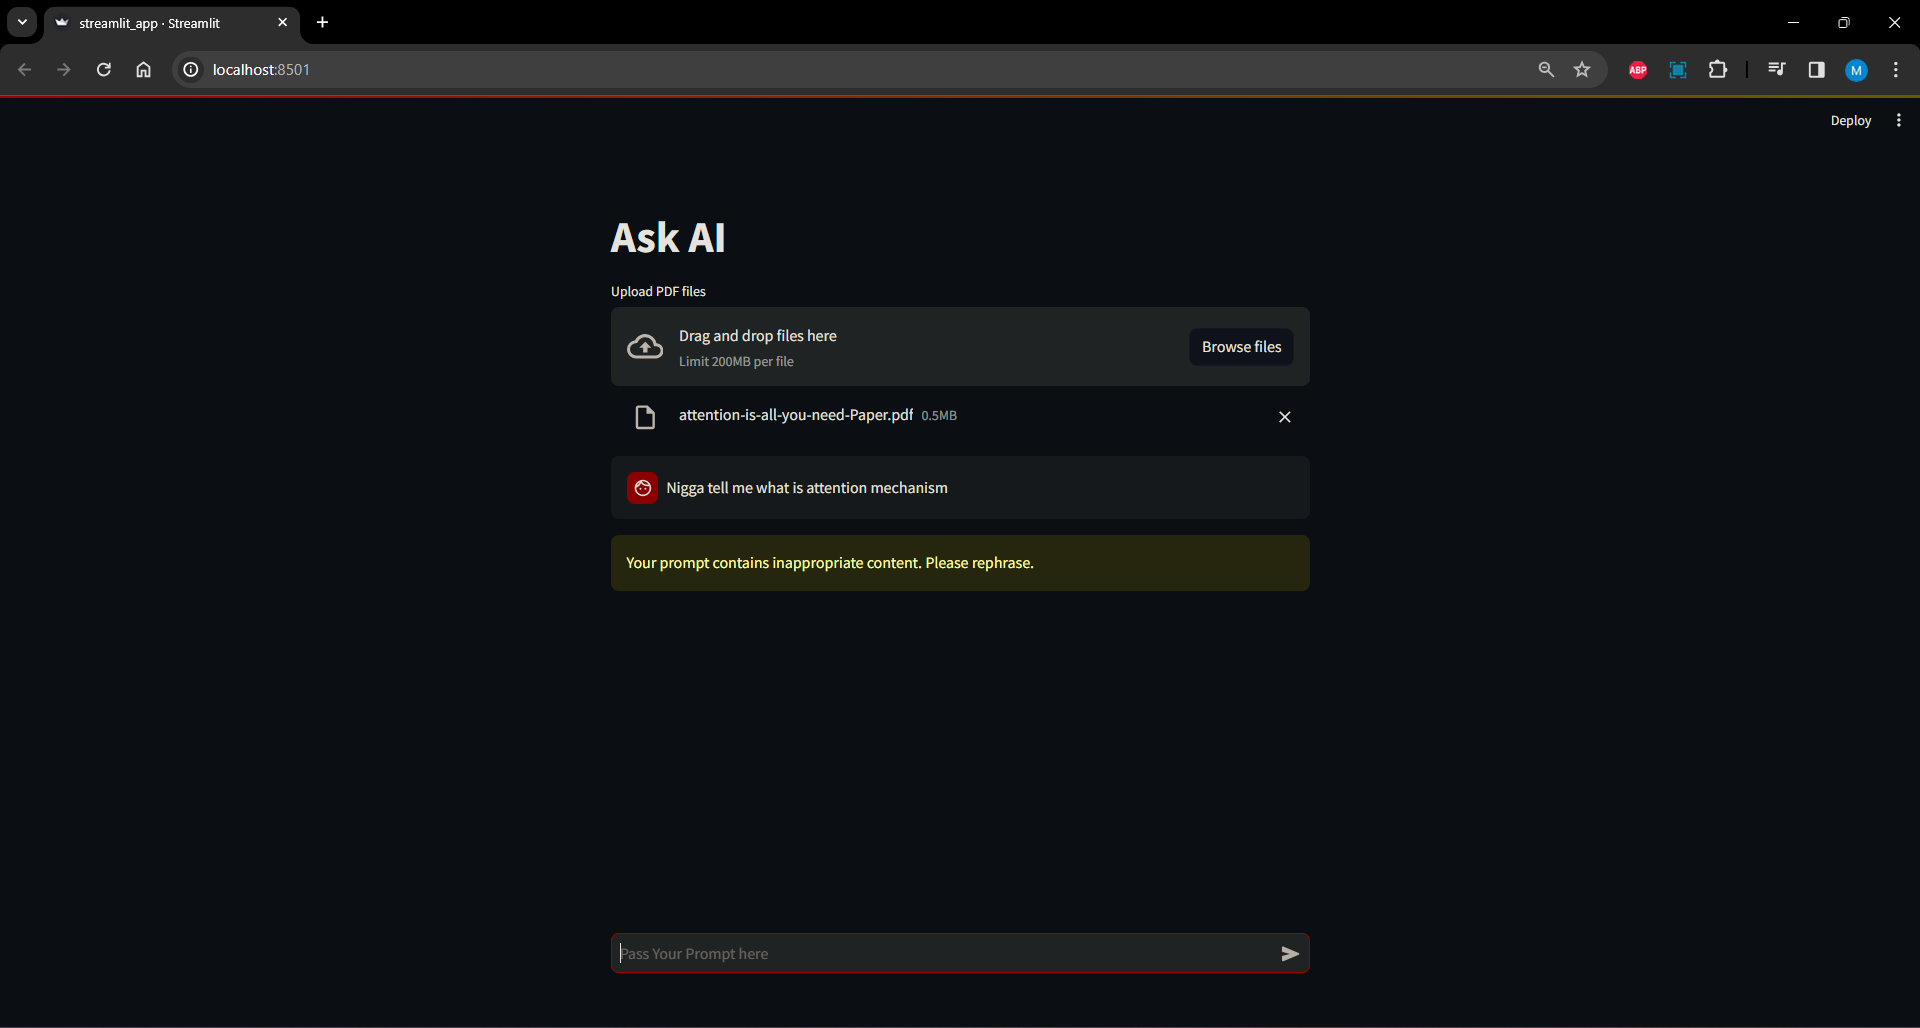 streamlit_app · Streamlit
localhost:8501
ABP
M
Deploy
Ask AI
Upload PDF files
Drag and drop files here
Limit 200MB per file
Browse files
attention-is-all-you-need-Paper.pdf 0.5MB
Nigga tell me what is attention mechanism
Your prompt contains inappropriate content. Please rephrase.
Pass Your Prompt here